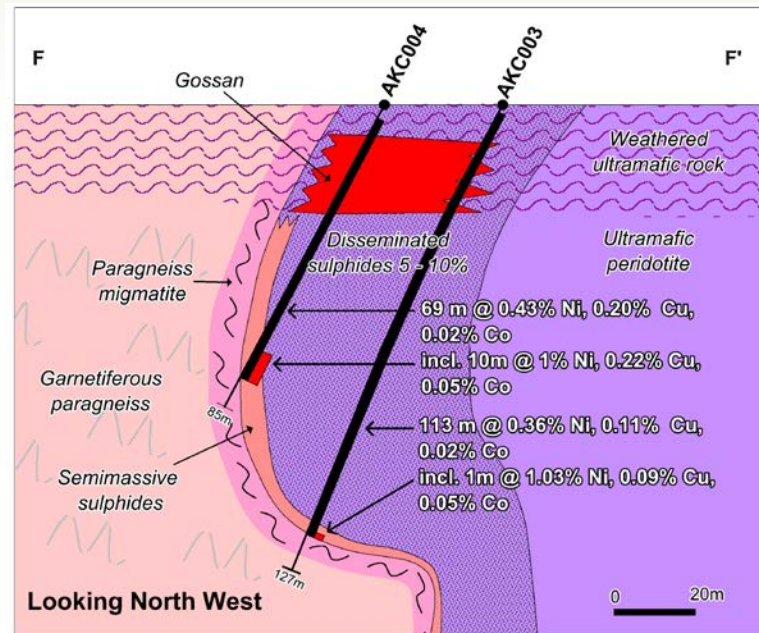 F
AKC004
AKC003
F'
Gossan
Weathered
ultramafic rock
Disseminated
sulphides 5 - 10%
Ultramafic
peridotite
Paragneiss
migmatite
69 m @ 0.43% Ni, 0.20% Cu,
0.02% Co
incl. 10m @ 1% Ni, 0.22% Cu,
0.05% Co
Garnetiferous
paragneiss
85m
113 m @ 0.36% Ni, 0.11% Cu,
0.02% Co
incl. 1m @ 1.03% Ni, 0.09% Cu,
0.05% Co
Semimassive
sulphides
127m
Looking North West
0 20m